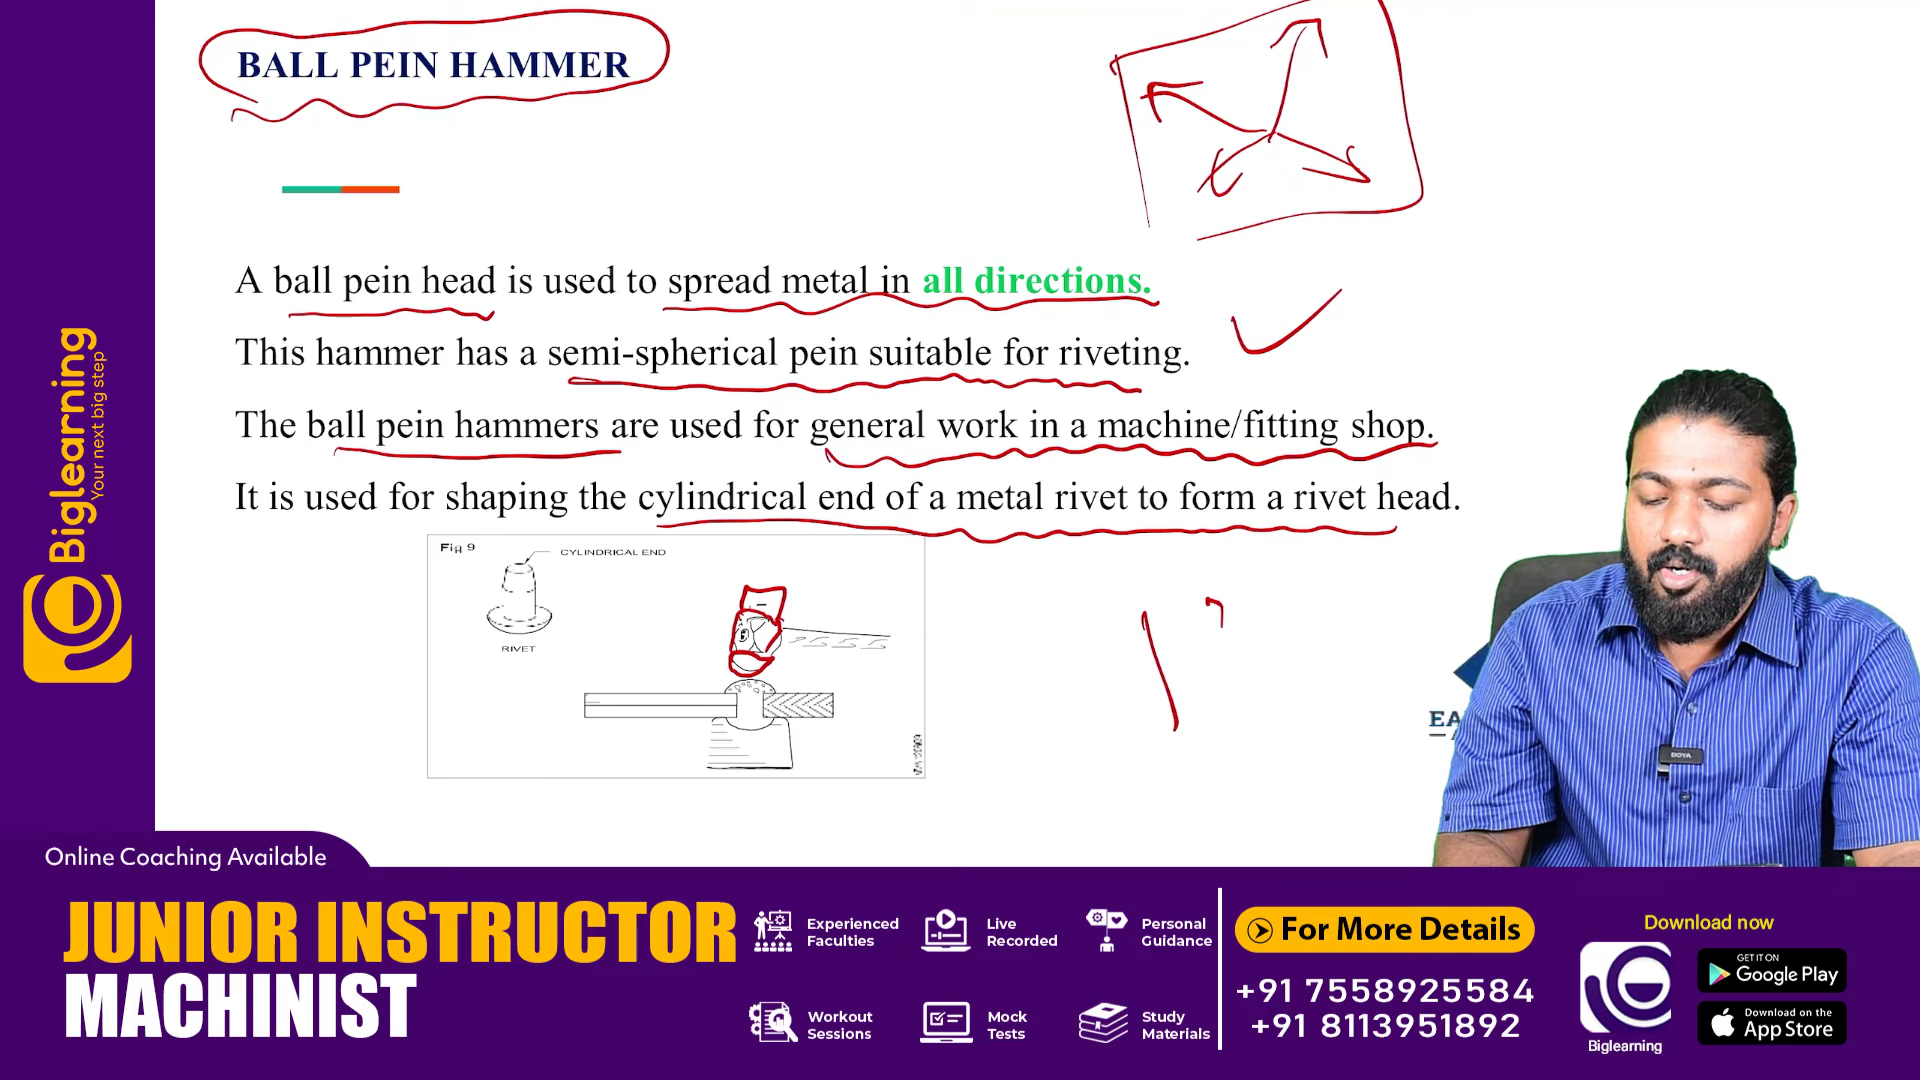 BALL PEIN HAMMER
A ball pein head is used to spread metal in all directions.
This hammer has a semi-spherical pein suitable for riveting.
The ball pein hammers are used for general work in a machine/fitting shop.
It is used for shaping the cylindrical end of a metal rivet to form a rivet head.
Fig 9
CYLINDRICAL END
RIVET
Biglearning
Your next big step
EA
BOYA
Online Coaching Available
JUNIOR INSTRUCTOR
MACHINIST
Experienced
Faculties
Live
Recorded
Personal
Guidance
Workout
Sessions
Mock
Tests
Study
Materials
For More Details
+91 7558925584
+91 8113951892
Download now
Biglearning
GET IT ON
Google Play
Download on the
App Store